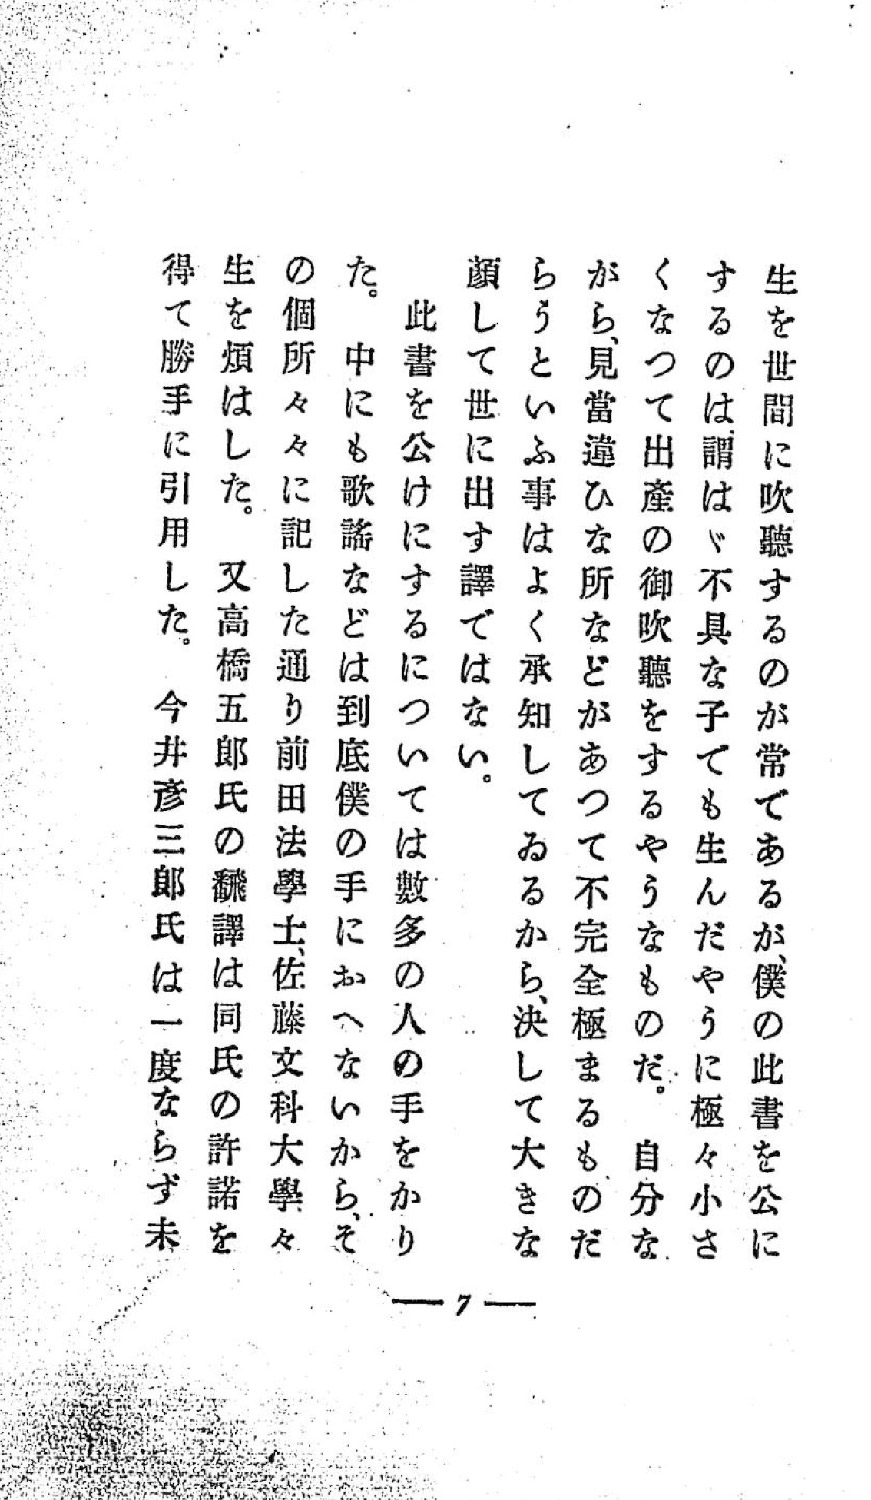 生を世間に吹聽するのが常であるが、僕の此書を公に
するのは、謂はゞ不具な子ても生んだやうに極々小さ
くなつて出產の御吹聽をするやうなものだ。自分な
がら、見當違ひな所などがあつて不完全極まるものだ
らうといふ事はよく承知してゐるから、決して大きな
顏して世に出す譯ではない。
此書を公けにするについては數多の人の手をかり
た。中にも歌謠などは到底僕の手におへないから、そ
の個所々々に記した通り前田法學士、佐藤文科大學々
生を煩はした。又高橋五郎氏の飜譯は同氏の許諾を
得て勝手に引用した。今井彥三郎氏は一度ならず未
7